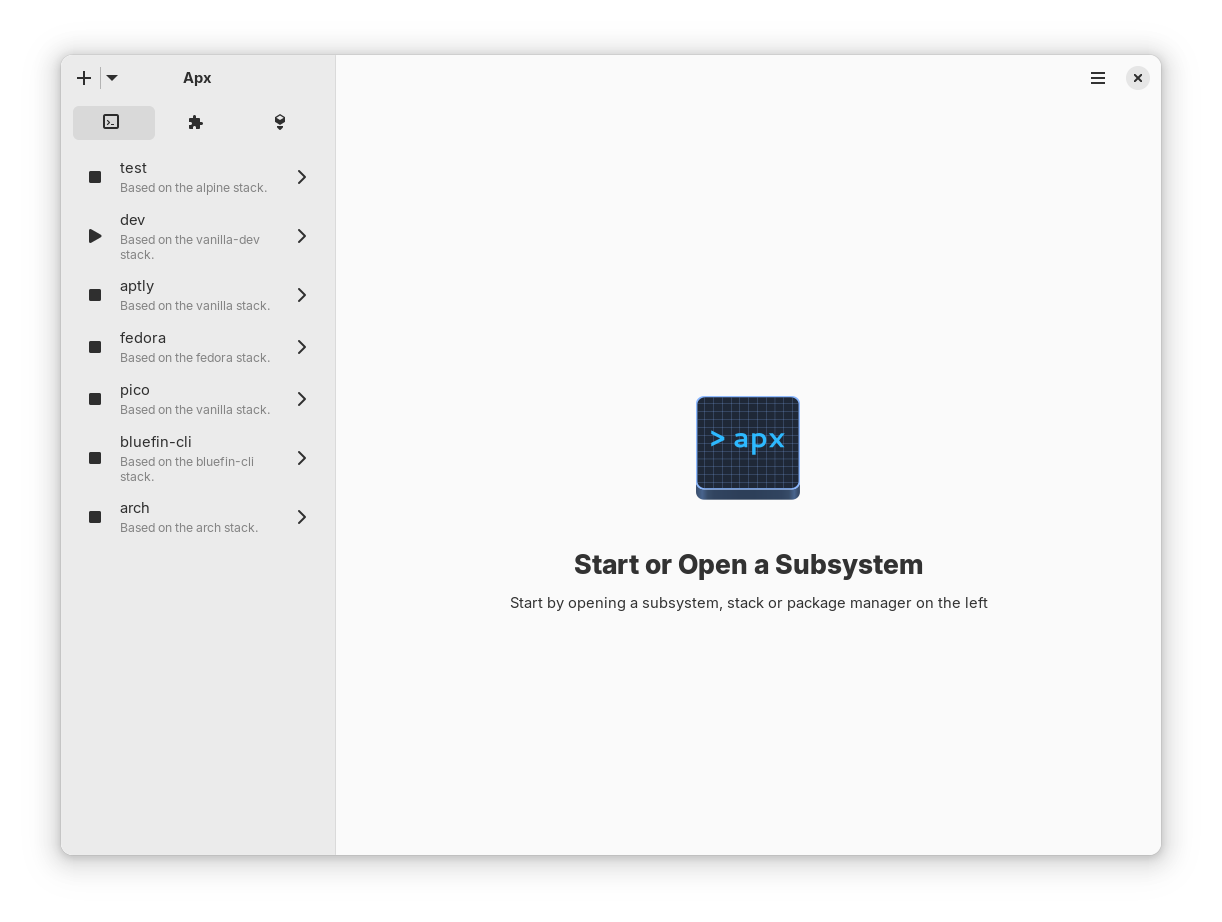 Apx
test
Based on the alpine stack.
dev
Based on the vanilla-dev
stack.
aptly
Based on the vanilla stack.
fedora
Based on the fedora stack.
pico
Based on the vanilla stack.
bluefin-cli
Based on the bluefin-cli
stack.
arch
Based on the arch stack.
> apx
Start or Open a Subsystem
Start by opening a subsystem, stack or package manager on the left